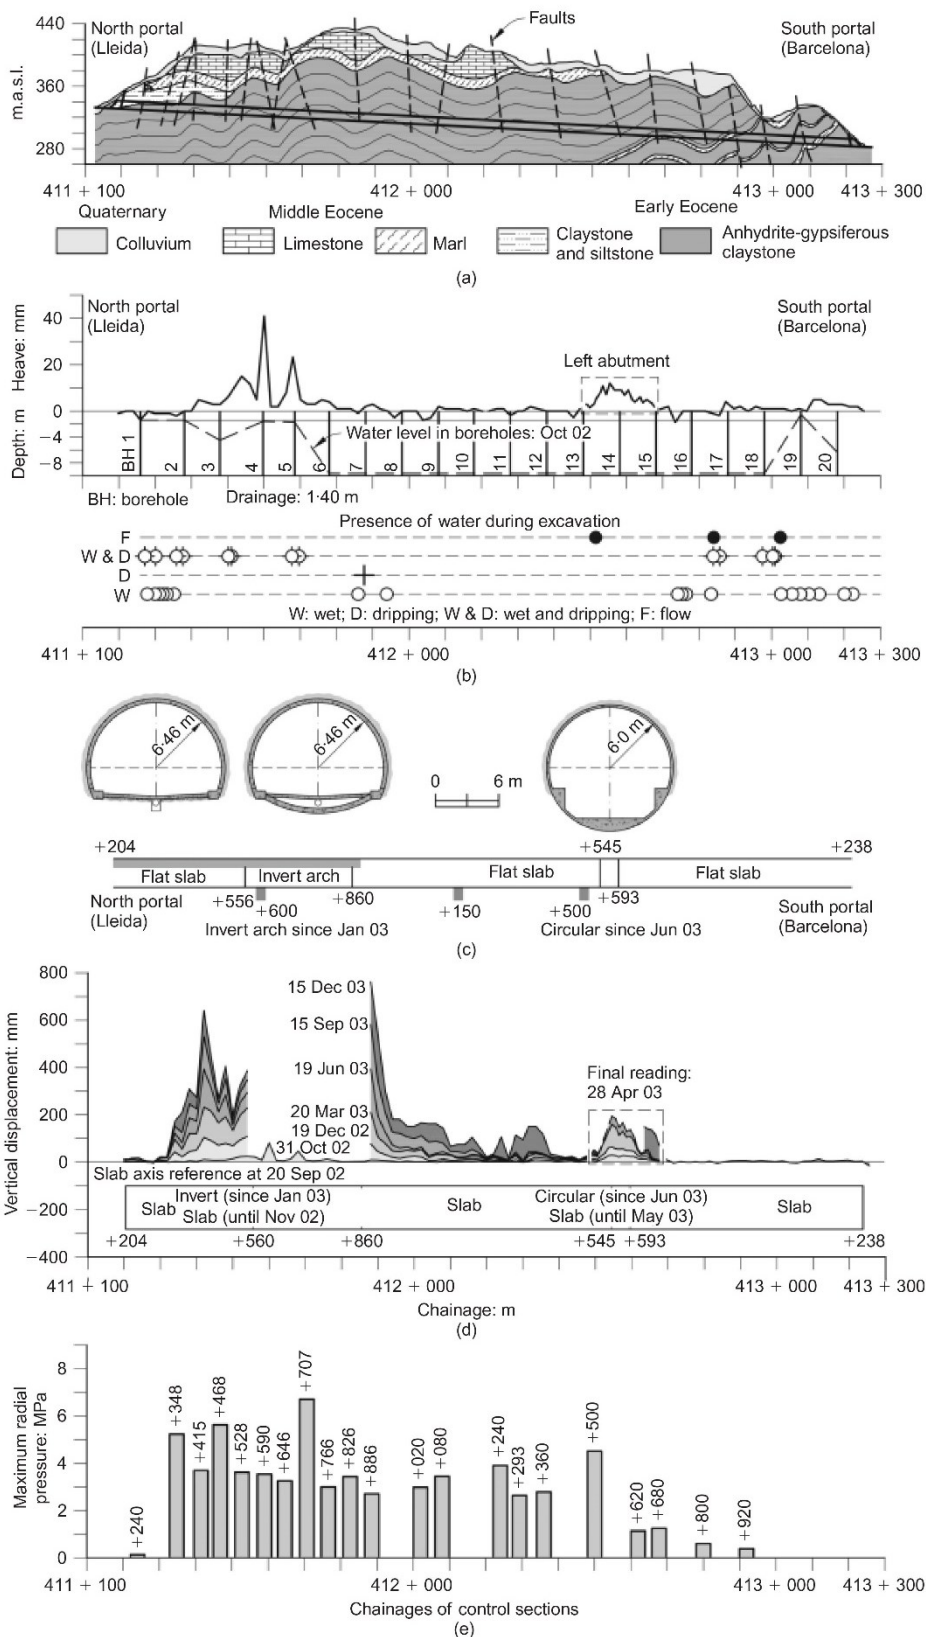 440
360
280
m.a.s.l.
North portal
(Lleida)
Faults
South portal
(Barcelona)
411 + 100
412 + 000
413 + 000
413 + 300
Quaternary
Middle Eocene
Early Eocene
Colluvium
Limestone
Marl
Claystone
and siltstone
Anhydrite-gypsiferous
claystone
(a)
Heave: mm
40
20
0
Depth: m
−4
−8
North portal
(Lleida)
South portal
(Barcelona)
Left abutment
Water level in boreholes: Oct 02
BH 1
2
3
4
5
6
7
8
9
10
11
12
13
14
15
16
17
18
19
20
BH: borehole
Drainage: 1·40 m
Presence of water during excavation
F
W & D
D
W
W: wet; D: dripping; W & D: wet and dripping; F: flow
411 + 100
412 + 000
413 + 000
413 + 300
(b)
6·46 m
6·46 m
0
6 m
6·0 m
+204
+545
+238
Flat slab
Invert arch
Flat slab
Flat slab
North portal
(Lleida)
+556
+600
+860
+150
+500
+593
South portal
(Barcelona)
Invert arch since Jan 03
Circular since Jun 03
(c)
Vertical displacement: mm
800
600
400
200
0
−200
−400
15 Dec 03
15 Sep 03
19 Jun 03
20 Mar 03
19 Dec 02
31 Oct 02
Final reading:
28 Apr 03
Slab axis reference at 20 Sep 02
Slab
Invert (since Jan 03)
Slab (until Nov 02)
Slab
Circular (since Jun 03)
Slab (until May 03)
Slab
+204
+560
+860
+545
+593
+238
411 + 100
412 + 000
413 + 000
413 + 300
Chainage: m
(d)
Maximum radial
pressure: MPa
8
6
4
2
0
+240
+348
+415
+468
+528
+590
+646
+707
+766
+826
+886
+020
+080
+240
+293
+360
+500
+620
+680
+800
+920
411 + 100
412 + 000
413 + 000
413 + 300
Chainages of control sections
(e)